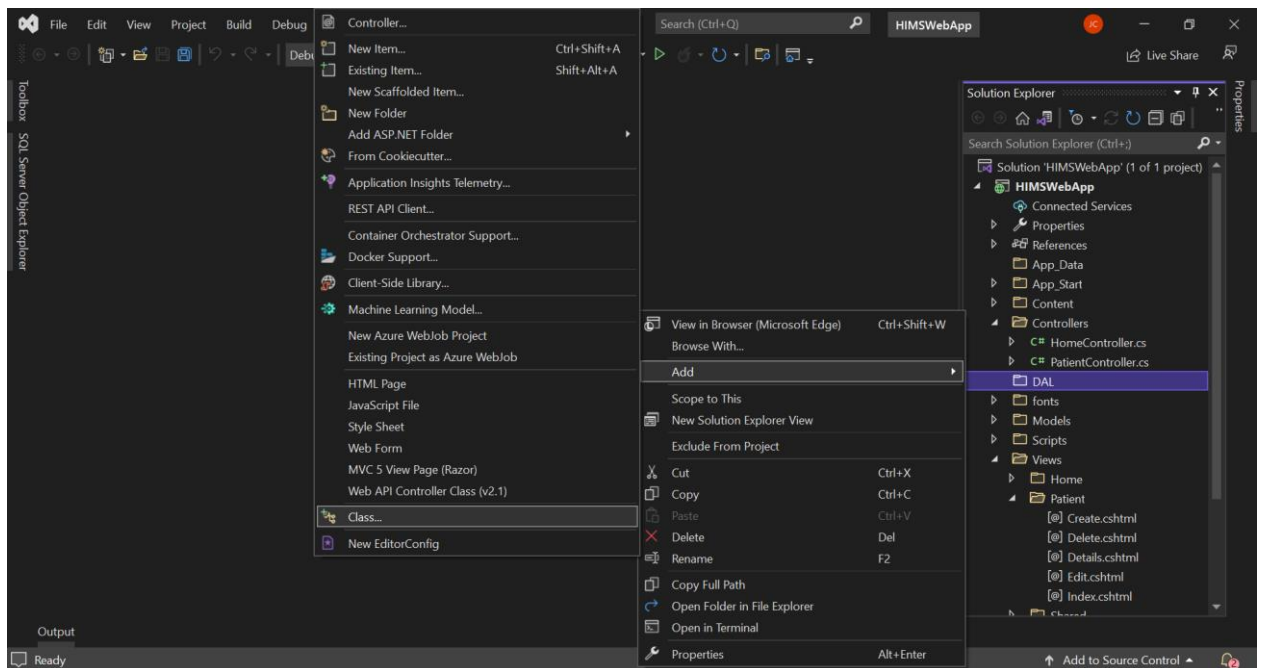 File Edit View Project Build Debug
Search (Ctrl+Q)
HIMSWebApp
JC
Live Share
Toolbox
SQL Server Object Explorer
Controller...
New Item... Ctrl+Shift+A
Existing Item... Shift+Alt+A
New Scaffolded Item...
New Folder
Add ASP.NET Folder
From Cookiecutter...
Application Insights Telemetry...
REST API Client...
Container Orchestrator Support...
Docker Support...
Client-Side Library...
Machine Learning Model...
New Azure WebJob Project
Existing Project as Azure WebJob
HTML Page
JavaScript File
Style Sheet
Web Form
MVC 5 View Page (Razor)
Web API Controller Class (v2.1)
Class...
New EditorConfig
View in Browser (Microsoft Edge) Ctrl+Shift+W
Browse With...
Add
Scope to This
New Solution Explorer View
Exclude From Project
Cut Ctrl+X
Copy Ctrl+C
Paste Ctrl+V
Delete Del
Rename F2
Copy Full Path
Open Folder in File Explorer
Open in Terminal
Properties Alt+Enter
Solution Explorer
Search Solution Explorer (Ctrl+;)
Solution 'HIMSWebApp' (1 of 1 project)
HIMSWebApp
Connected Services
Properties
References
App_Data
App_Start
Content
Controllers
C# HomeController.cs
C# PatientController.cs
DAL
fonts
Models
Scripts
Views
Home
Patient
[@] Create.cshtml
[@] Delete.cshtml
[@] Details.cshtml
[@] Edit.cshtml
[@] Index.cshtml
Shared
Properties
Output
Ready
Add to Source Control
2